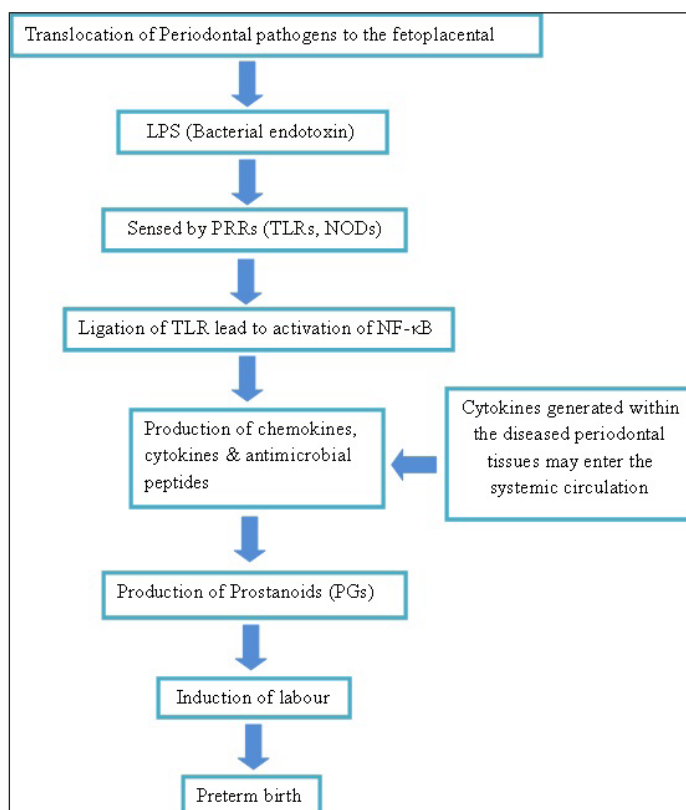 Translocation of Periodontal pathogens to the fetoplacental
LPS (Bacterial endotoxin)
Sensed by PRRs (TLRs, NODs)
Ligation of TLR lead to activation of NF-κB
Production of chemokines,
cytokines & antimicrobial
peptides
Cytokines generated within
the diseased periodontal
tissues may enter the
systemic circulation
Production of Prostanoids (PGs)
Induction of labour
Preterm birth